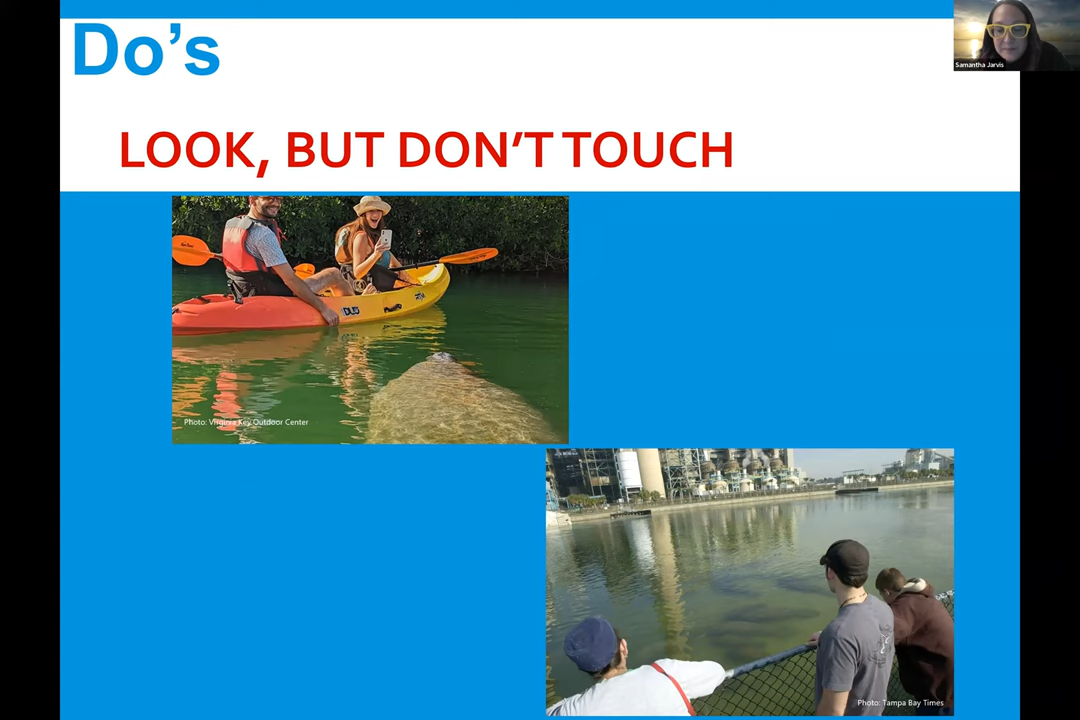 Do’s
Samantha Jarvis
LOOK, BUT DON’T TOUCH
Photo: Virginia Key Outdoor Center
Photo: Tampa Bay Times